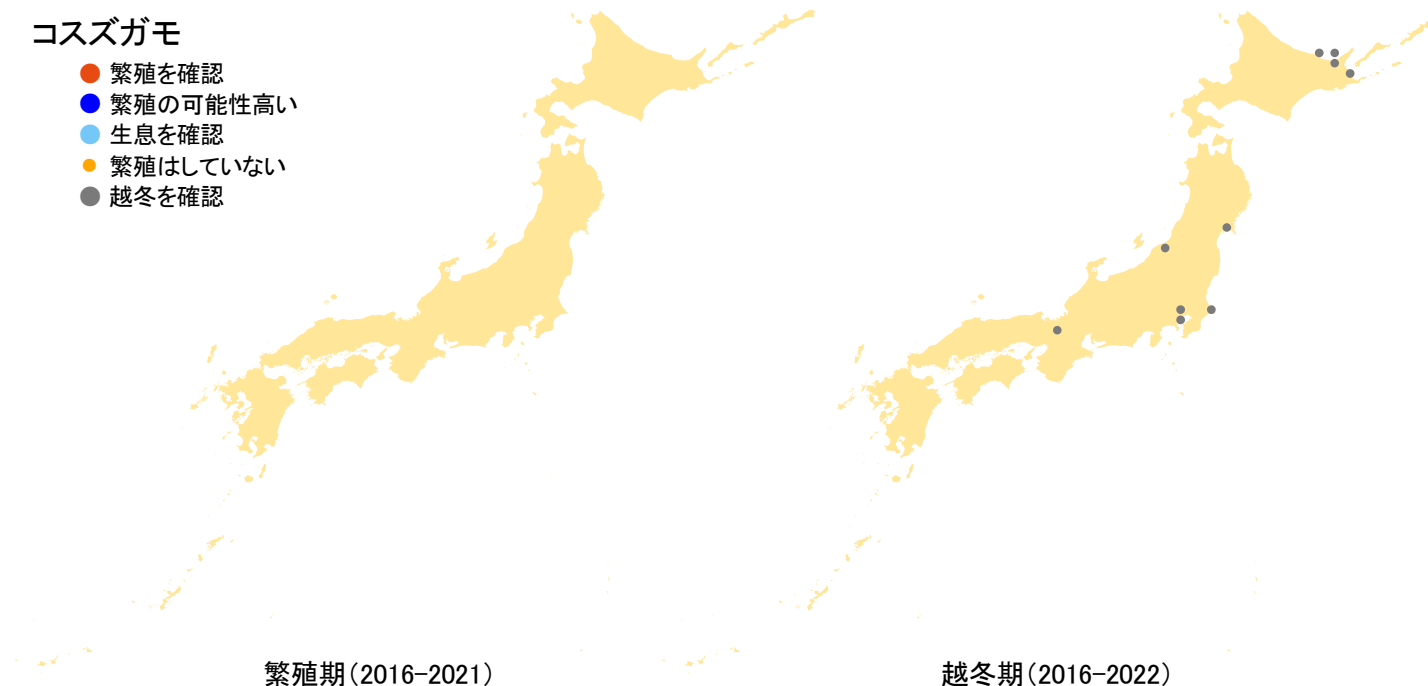 コスズガモ
繁殖を確認
繁殖の可能性高い
生息を確認
繁殖はしていない
越冬を確認
繁殖期（2016-2021）
越冬期（2016-2022）